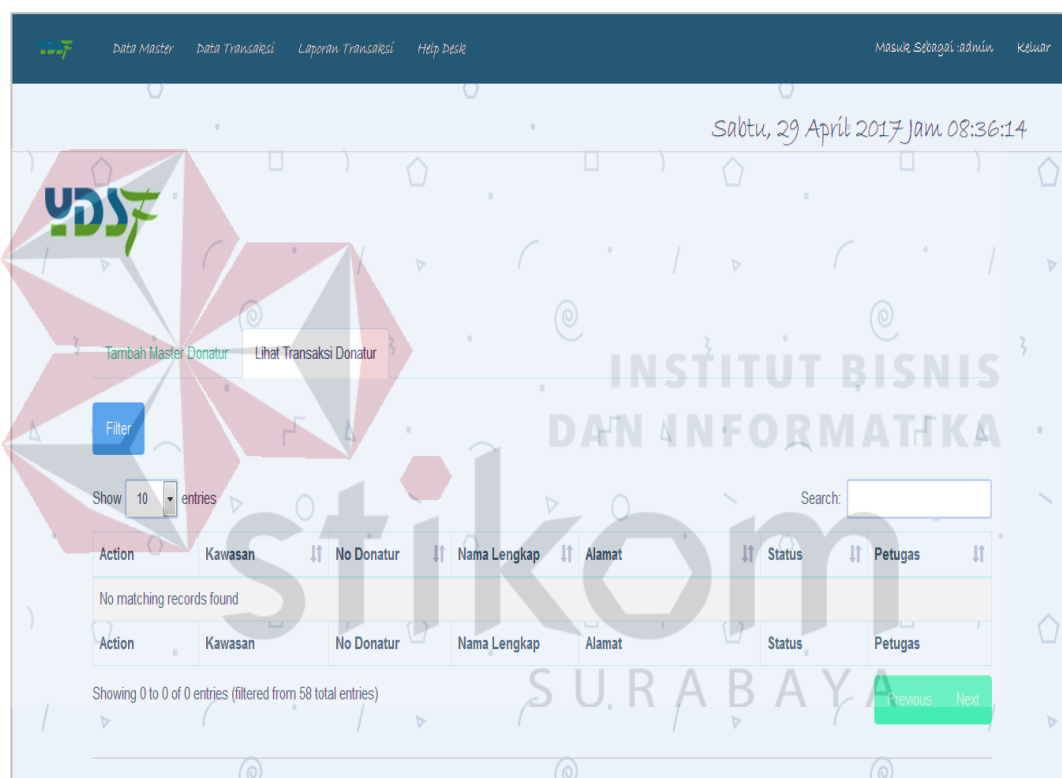 YDSF Data Master Data Transaksi Laporan Transaksi Help Desk Masuk Sebagai :admin Keluar
Sabtu, 29 April 2017 Jam 08:36:14
YDSF
Tambah Master Donatur Lihat Transaksi Donatur
INSTITUT BISNIS
DAN INFORMATIKA
Filter
Show 10 entries Search:
stikom
Action Kawasan No Donatur Nama Lengkap Alamat Status Petugas
No matching records found
Action Kawasan No Donatur Nama Lengkap Alamat Status Petugas
SURABAYA
Showing 0 to 0 of 0 entries (filtered from 58 total entries) Previous Next